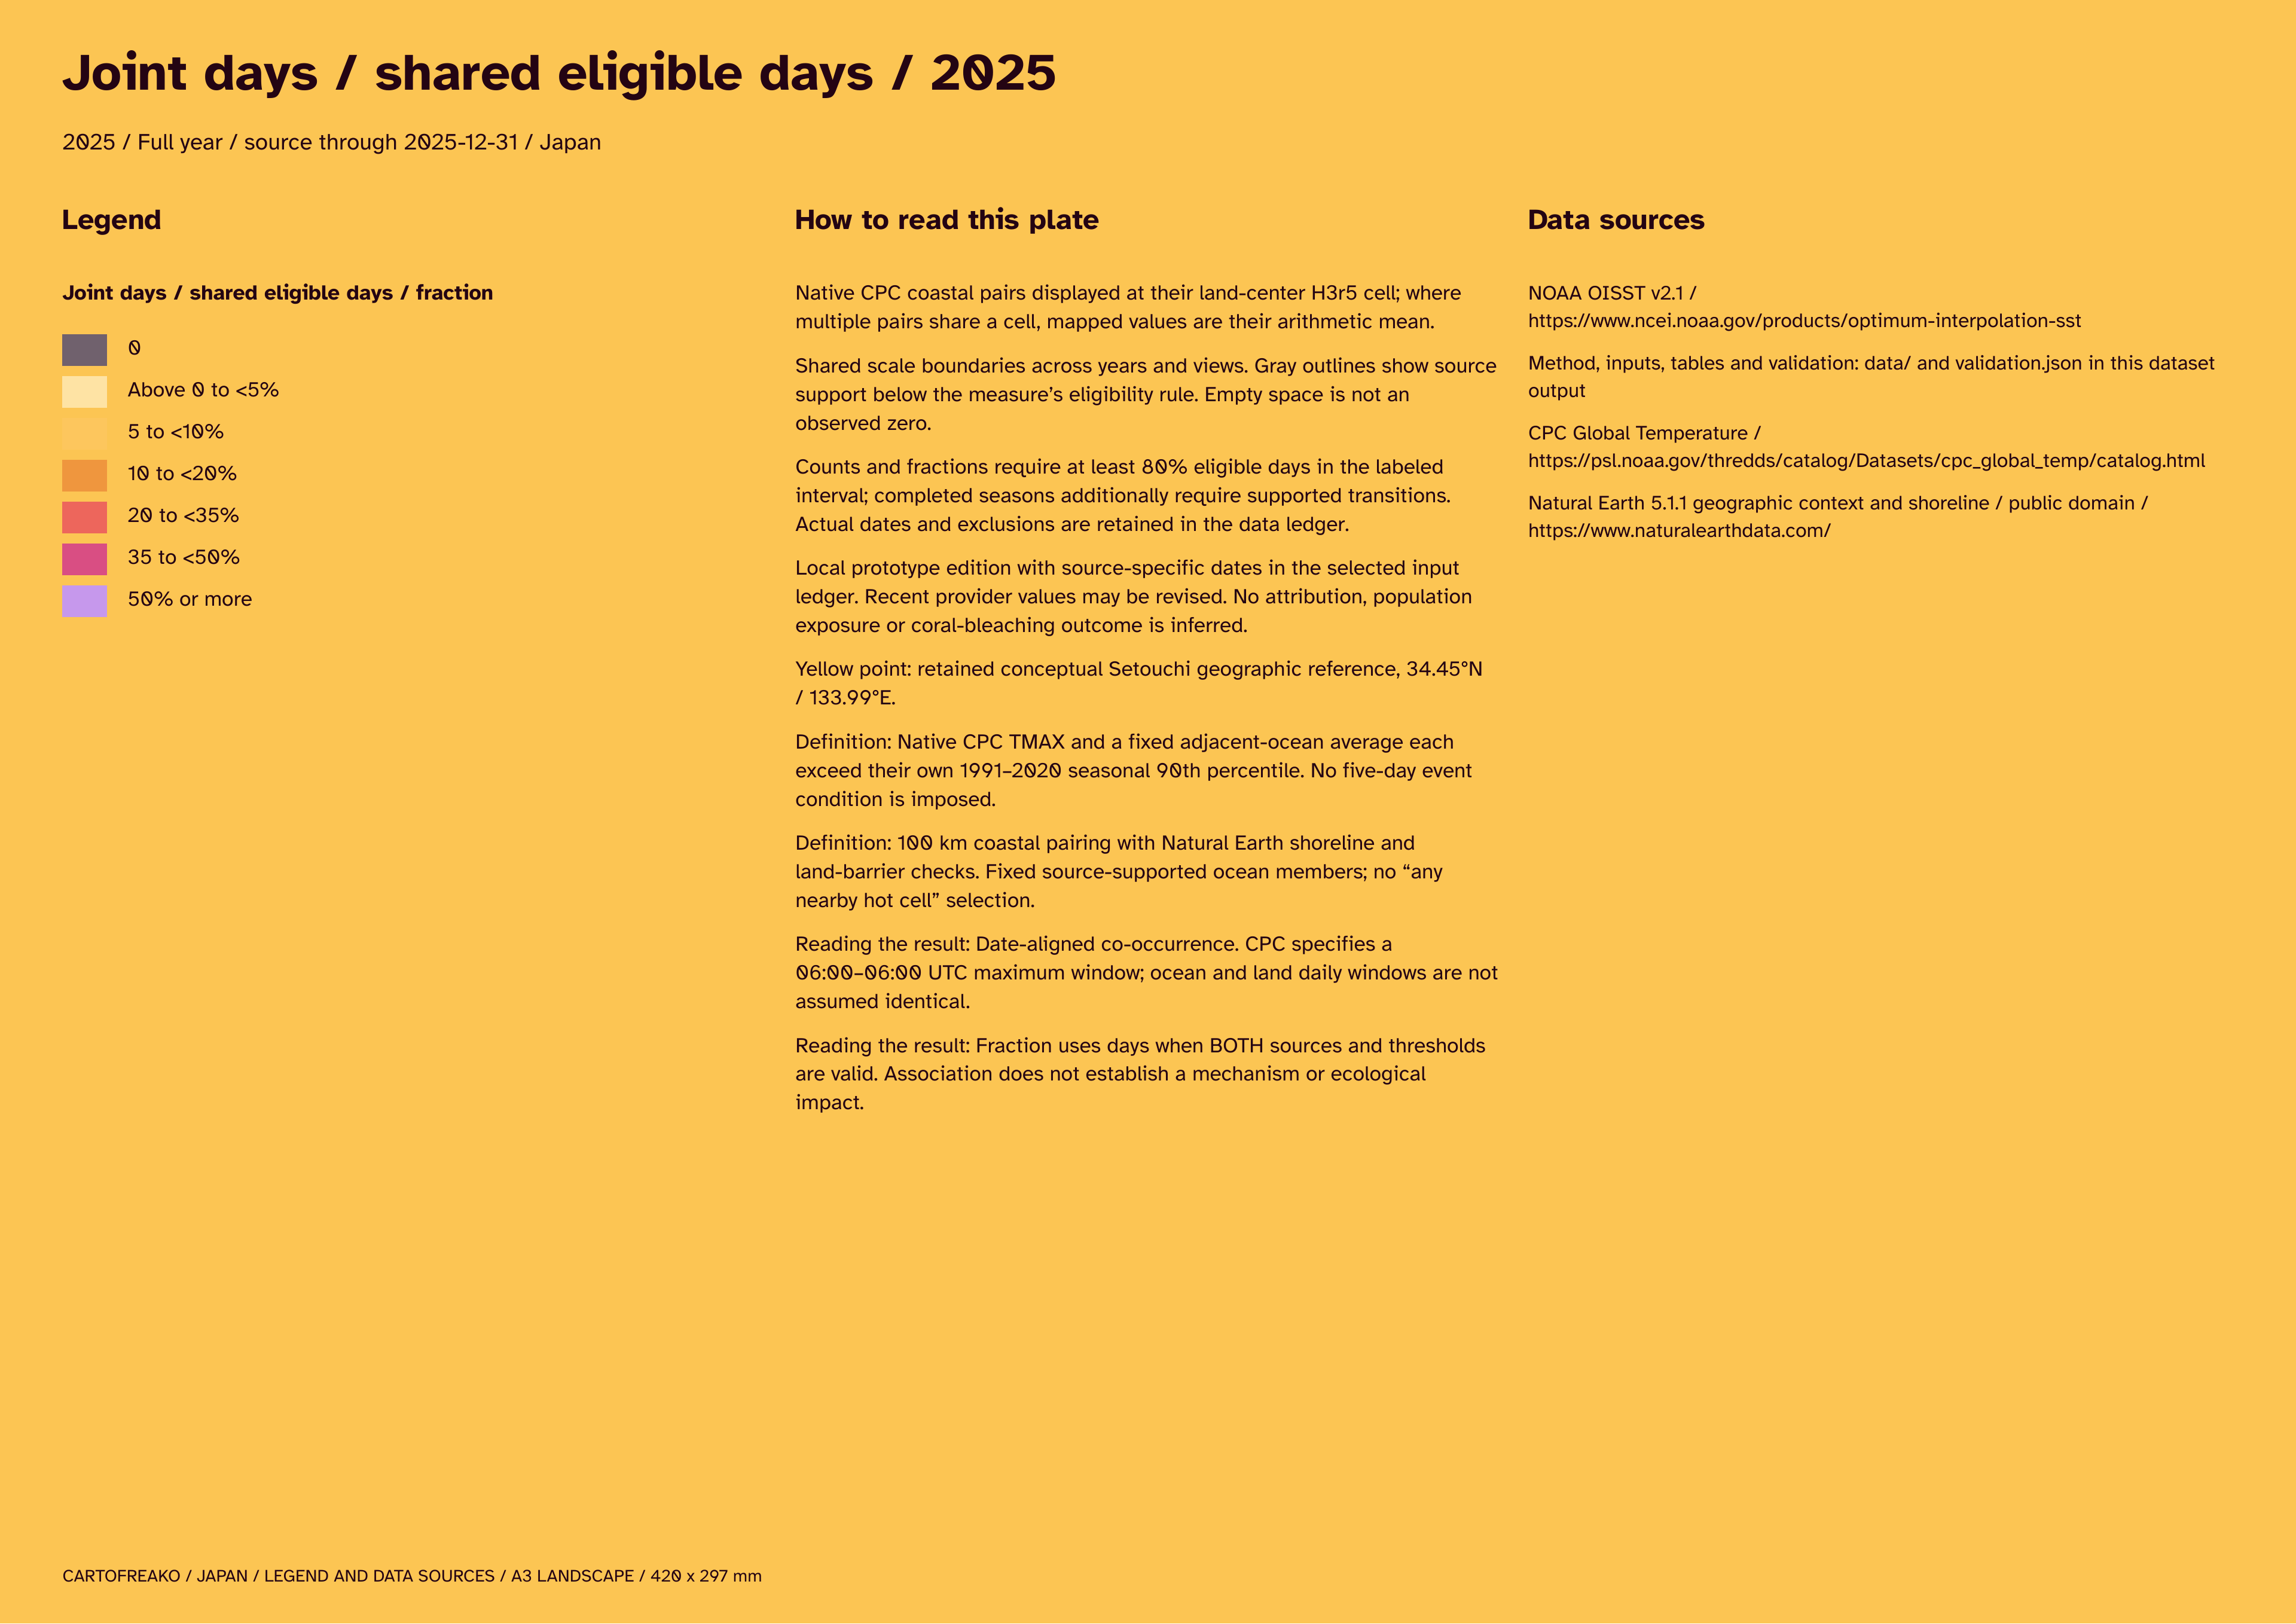 Joint days / shared eligible days / 2025
2025 / Full year / source through 2025-12-31 / Japan
Legend
Joint days / shared eligible days / fraction
0
Above 0 to <5%
5 to <10%
10 to <20%
20 to <35%
35 to <50%
50% or more
How to read this plate
Native CPC coastal pairs displayed at their land-center H3r5 cell; where
multiple pairs share a cell, mapped values are their arithmetic mean.
Shared scale boundaries across years and views. Gray outlines show source
support below the measure’s eligibility rule. Empty space is not an
observed zero.
Counts and fractions require at least 80% eligible days in the labeled
interval; completed seasons additionally require supported transitions.
Actual dates and exclusions are retained in the data ledger.
Local prototype edition with source-specific dates in the selected input
ledger. Recent provider values may be revised. No attribution, population
exposure or coral-bleaching outcome is inferred.
Yellow point: retained conceptual Setouchi geographic reference, 34.45°N
/ 133.99°E.
Definition: Native CPC TMAX and a fixed adjacent-ocean average each
exceed their own 1991–2020 seasonal 90th percentile. No five-day event
condition is imposed.
Definition: 100 km coastal pairing with Natural Earth shoreline and
land-barrier checks. Fixed source-supported ocean members; no “any
nearby hot cell” selection.
Reading the result: Date-aligned co-occurrence. CPC specifies a
06:00–06:00 UTC maximum window; ocean and land daily windows are not
assumed identical.
Reading the result: Fraction uses days when BOTH sources and thresholds
are valid. Association does not establish a mechanism or ecological
impact.
Data sources
NOAA OISST v2.1 /
https://www.ncei.noaa.gov/products/optimum-interpolation-sst
Method, inputs, tables and validation: data/ and validation.json in this dataset
output
CPC Global Temperature /
https://psl.noaa.gov/thredds/catalog/Datasets/cpc_global_temp/catalog.html
Natural Earth 5.1.1 geographic context and shoreline / public domain /
https://www.naturalearthdata.com/
CARTOFREAKO / JAPAN / LEGEND AND DATA SOURCES / A3 LANDSCAPE / 420 x 297 mm